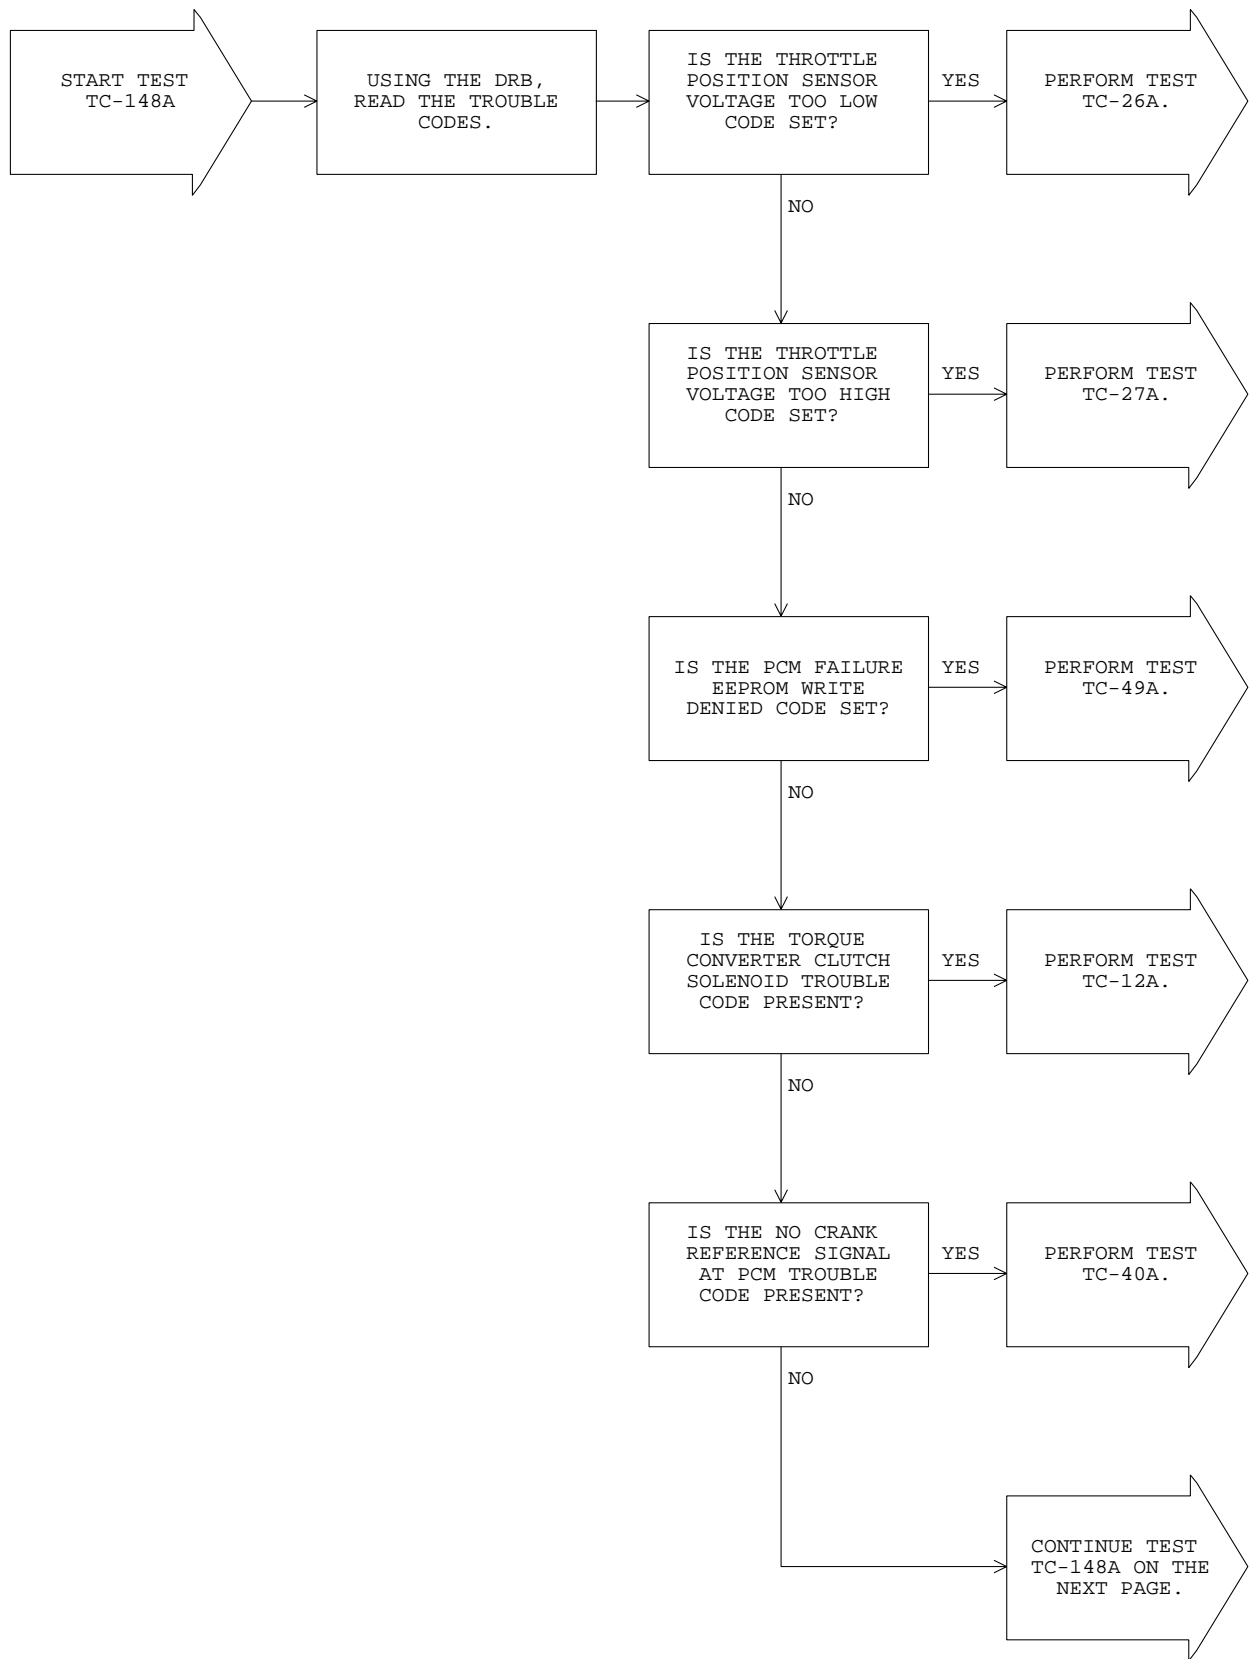 START TEST
TC-148A
USING THE DRB,
READ THE TROUBLE
CODES.
IS THE THROTTLE
POSITION SENSOR
VOLTAGE TOO LOW
CODE SET?
YES
PERFORM TEST
TC-26A.
NO
IS THE THROTTLE
POSITION SENSOR
VOLTAGE TOO HIGH
CODE SET?
YES
PERFORM TEST
TC-27A.
NO
IS THE PCM FAILURE
EEPROM WRITE
DENIED CODE SET?
YES
PERFORM TEST
TC-49A.
NO
IS THE TORQUE
CONVERTER CLUTCH
SOLENOID TROUBLE
CODE PRESENT?
YES
PERFORM TEST
TC-12A.
NO
IS THE NO CRANK
REFERENCE SIGNAL
AT PCM TROUBLE
CODE PRESENT?
YES
PERFORM TEST
TC-40A.
NO
CONTINUE TEST
TC-148A ON THE
NEXT PAGE.